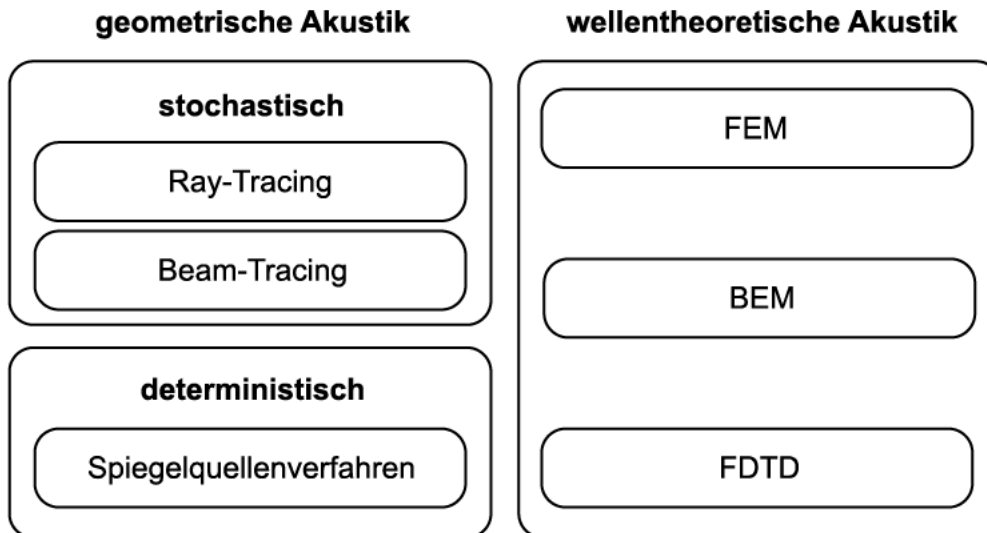 geometrische Akustik
stochastisch
Ray-Tracing
Beam-Tracing
deterministisch
Spiegelquellenverfahren
wellentheoretische Akustik
FEM
BEM
FDTD